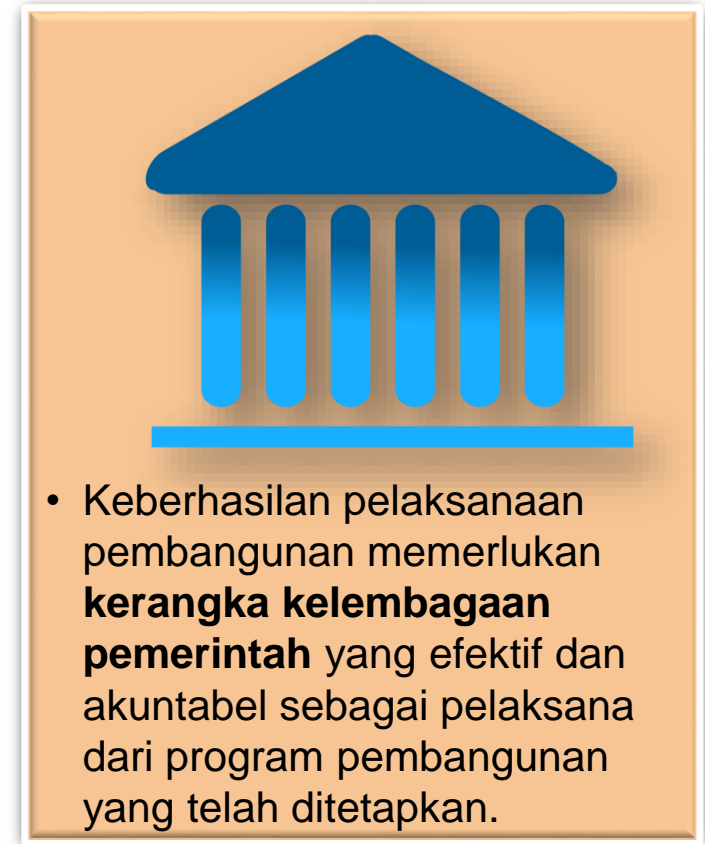 • Keberhasilan pelaksanaan
pembangunan memerlukan
kerangka kelembagaan
pemerintah yang efektif dan
akuntabel sebagai pelaksana
dari program pembangunan
yang telah ditetapkan.